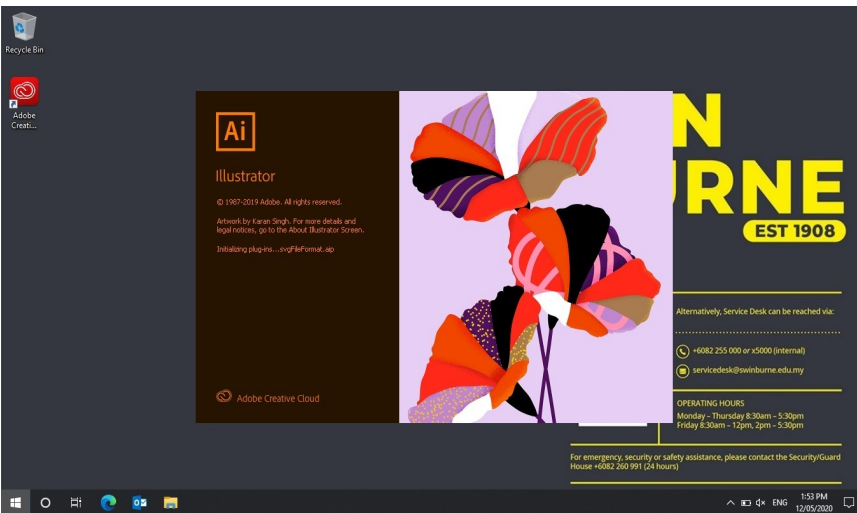 Recycle Bin
Adobe
Creati...
Ai
Illustrator
© 1987-2019 Adobe. All rights reserved.
Artwork by Karan Singh. For more details and
legal notices, go to the About Illustrator Screen.
Initializing plug-ins...svgFileFormat.aip
Adobe Creative Cloud
N
RNE
EST 1908
Alternatively, Service Desk can be reached via:
+6082 255 000 or x5000 (internal)
servicedesk@swinburne.edu.my
OPERATING HOURS
Monday – Thursday 8:30am – 5:30pm
Friday 8:30am – 12pm, 2pm – 5:30pm
For emergency, security or safety assistance, please contact the Security/Guard
House +6082 260 991 (24 hours)
ENG
1:53 PM
12/05/2020